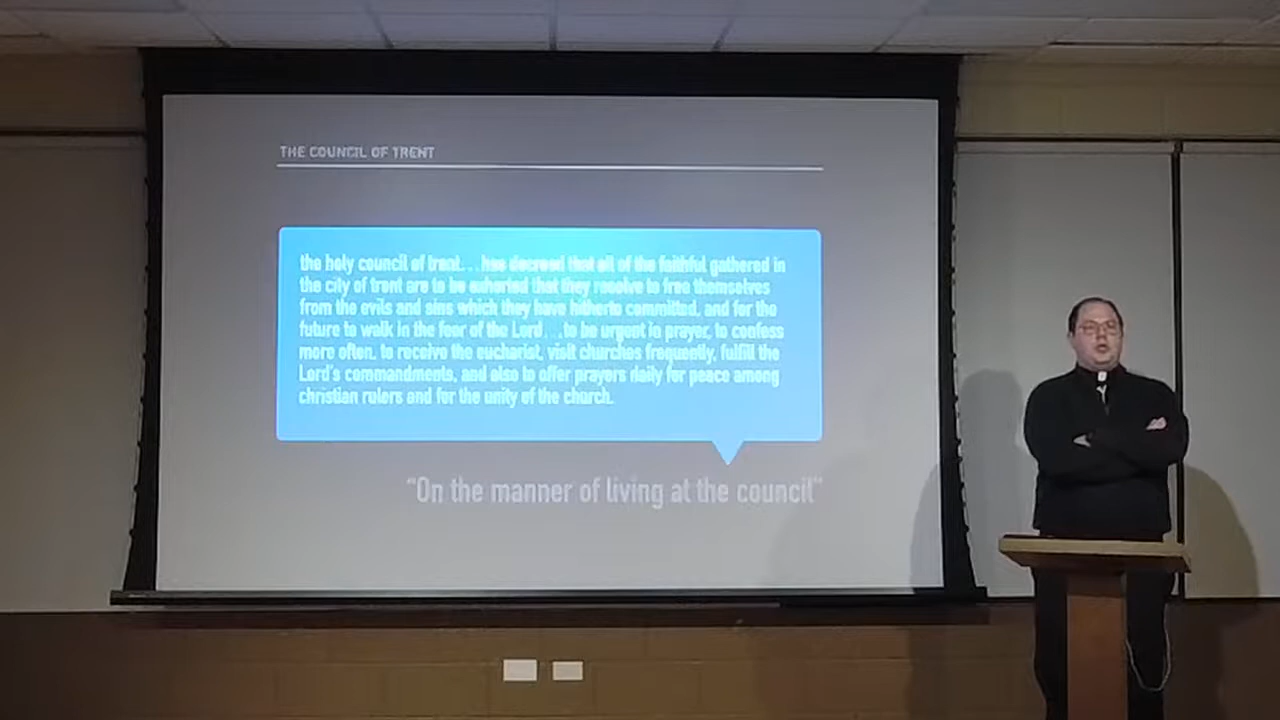 THE COUNCIL OF TRENT
the holy council of trent. . .has decreed that all of the faithful gathered in
the city of trent are to be exhorted that they resolve to free themselves
from the evils and sins which they have hitherto committed, and for the
future to walk in the fear of the Lord. . .to be urgent in prayer, to confess
more often, to receive the eucharist, visit churches frequently, fulfill the
Lord's commandments, and also to offer prayers daily for peace among
christian rulers and for the unity of the church.
"On the manner of living at the council"